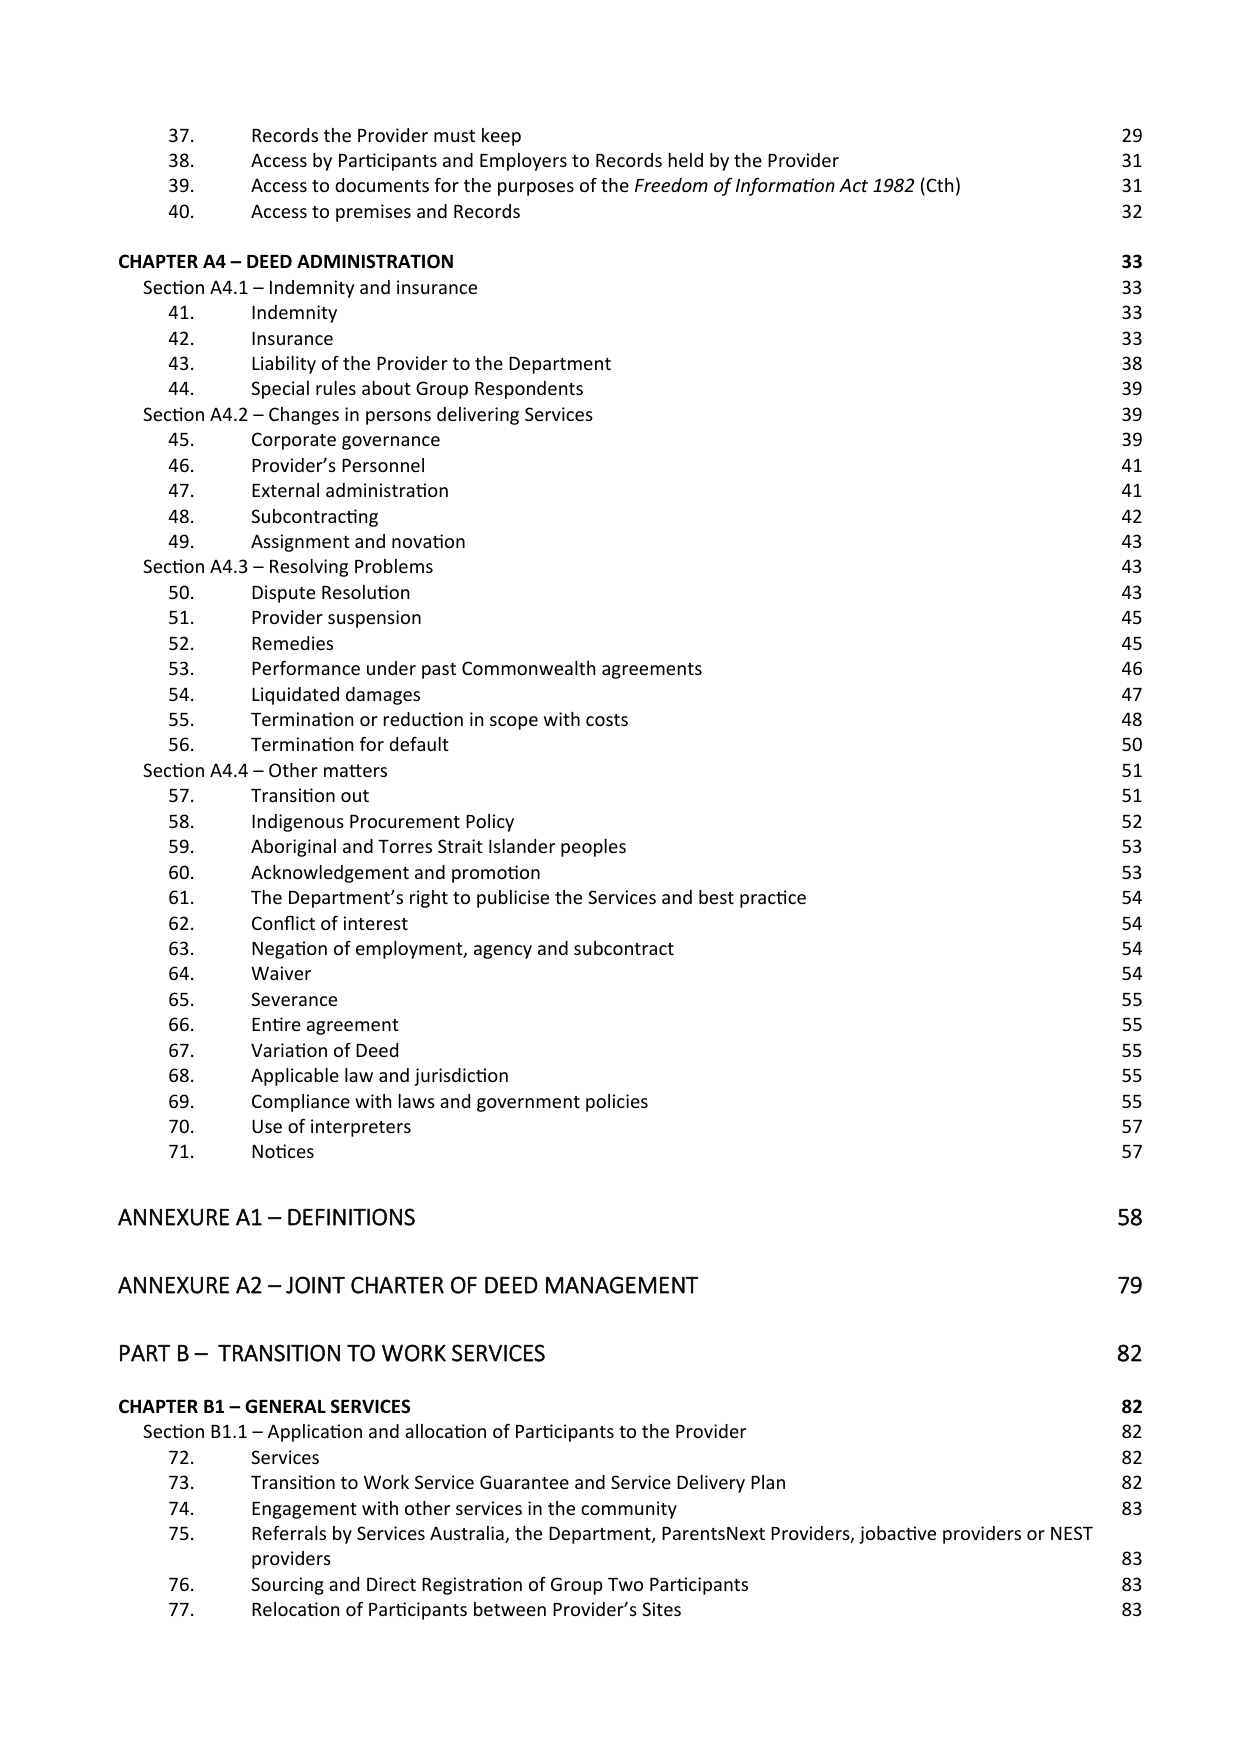 37. Records the Provider must keep 29
38. Access by Participants and Employers to Records held by the Provider 31
39. Access to documents for the purposes of the Freedom of Information Act 1982 (Cth) 31
40. Access to premises and Records 32
CHAPTER A4 – DEED ADMINISTRATION 33
Section A4.1 – Indemnity and insurance 33
41. Indemnity 33
42. Insurance 33
43. Liability of the Provider to the Department 38
44. Special rules about Group Respondents 39
Section A4.2 – Changes in persons delivering Services 39
45. Corporate governance 39
46. Provider’s Personnel 41
47. External administration 41
48. Subcontracting 42
49. Assignment and novation 43
Section A4.3 – Resolving Problems 43
50. Dispute Resolution 43
51. Provider suspension 45
52. Remedies 45
53. Performance under past Commonwealth agreements 46
54. Liquidated damages 47
55. Termination or reduction in scope with costs 48
56. Termination for default 50
Section A4.4 – Other matters 51
57. Transition out 51
58. Indigenous Procurement Policy 52
59. Aboriginal and Torres Strait Islander peoples 53
60. Acknowledgement and promotion 53
61. The Department’s right to publicise the Services and best practice 54
62. Conflict of interest 54
63. Negation of employment, agency and subcontract 54
64. Waiver 54
65. Severance 55
66. Entire agreement 55
67. Variation of Deed 55
68. Applicable law and jurisdiction 55
69. Compliance with laws and government policies 55
70. Use of interpreters 57
71. Notices 57
ANNEXURE A1 – DEFINITIONS 58
ANNEXURE A2 – JOINT CHARTER OF DEED MANAGEMENT 79
PART B – TRANSITION TO WORK SERVICES 82
CHAPTER B1 – GENERAL SERVICES 82
Section B1.1 – Application and allocation of Participants to the Provider 82
72. Services 82
73. Transition to Work Service Guarantee and Service Delivery Plan 82
74. Engagement with other services in the community 83
75. Referrals by Services Australia, the Department, ParentsNext Providers, jobactive providers or NEST
providers 83
76. Sourcing and Direct Registration of Group Two Participants 83
77. Relocation of Participants between Provider’s Sites 83